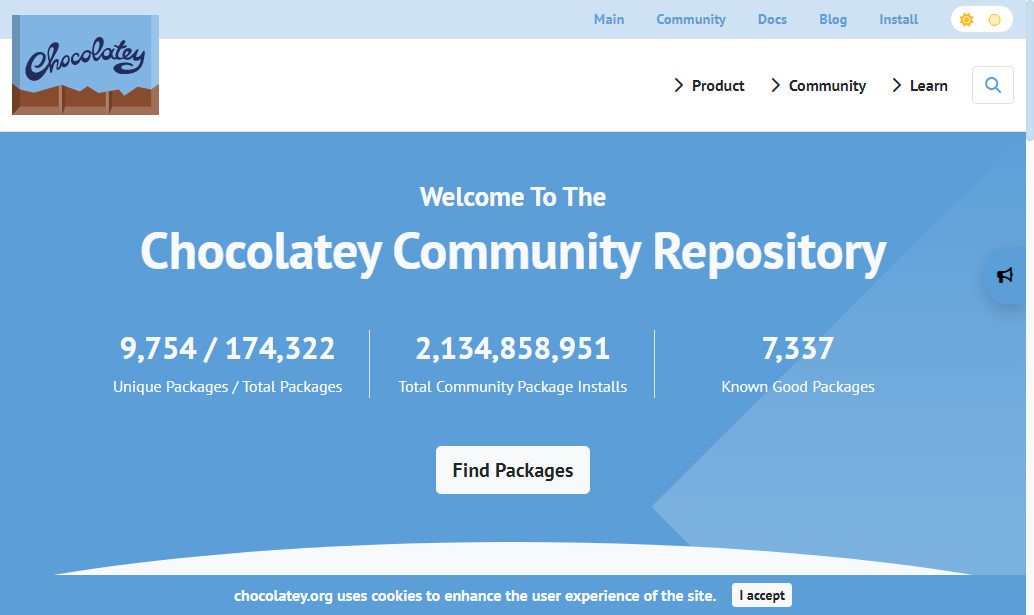 Main Community Docs Blog Install
Chocolatey
Product Community Learn
Welcome To The
Chocolatey Community Repository
9,754 / 174,322
Unique Packages / Total Packages
2,134,858,951
Total Community Package Installs
7,337
Known Good Packages
Find Packages
chocolatey.org uses cookies to enhance the user experience of the site. I accept